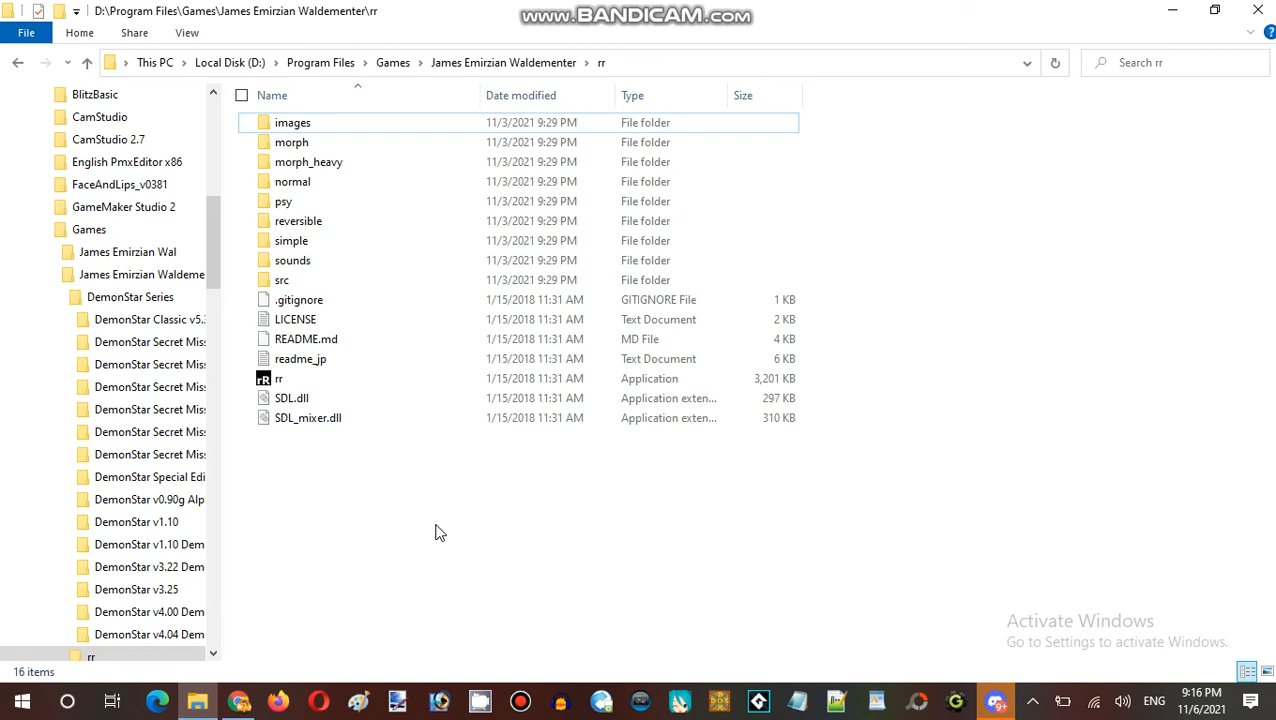 D:\Program Files\Games\James Emirzian Waldementer\rr
www.BANDICAM.com
File Home Share View
This PC Local Disk (D:) Program Files Games James Emirzian Waldementer rr
Search rr
Name Date modified Type Size
BlitzBasic
CamStudio
CamStudio 2.7
English PmxEditor x86
FaceAndLips_v0381
GameMaker Studio 2
Games
James Emirzian Wal
James Emirzian Waldeme
DemonStar Series
DemonStar Classic v5.
DemonStar Secret Mis
DemonStar Secret Mis
DemonStar Secret Mis
DemonStar Secret Mis
DemonStar Secret Mis
DemonStar Secret Mis
DemonStar Special Edi
DemonStar v0.90g Alp
DemonStar v1.10
DemonStar v1.10 Dem
DemonStar v3.22 Dem
DemonStar v3.25
DemonStar v4.00 Dem
DemonStar v4.04 Dem
rr
images 11/3/2021 9:29 PM File folder
morph 11/3/2021 9:29 PM File folder
morph_heavy 11/3/2021 9:29 PM File folder
normal 11/3/2021 9:29 PM File folder
psy 11/3/2021 9:29 PM File folder
reversible 11/3/2021 9:29 PM File folder
simple 11/3/2021 9:29 PM File folder
sounds 11/3/2021 9:29 PM File folder
src 11/3/2021 9:29 PM File folder
.gitignore 1/15/2018 11:31 AM GITIGNORE File 1 KB
LICENSE 1/15/2018 11:31 AM Text Document 2 KB
README.md 1/15/2018 11:31 AM MD File 4 KB
readme_jp 1/15/2018 11:31 AM Text Document 6 KB
rR rr 1/15/2018 11:31 AM Application 3,201 KB
SDL.dll 1/15/2018 11:31 AM Application exten... 297 KB
SDL_mixer.dll 1/15/2018 11:31 AM Application exten... 310 KB
Activate Windows
Go to Settings to activate Windows.
16 items
9+
ENG
9:16 PM
11/6/2021